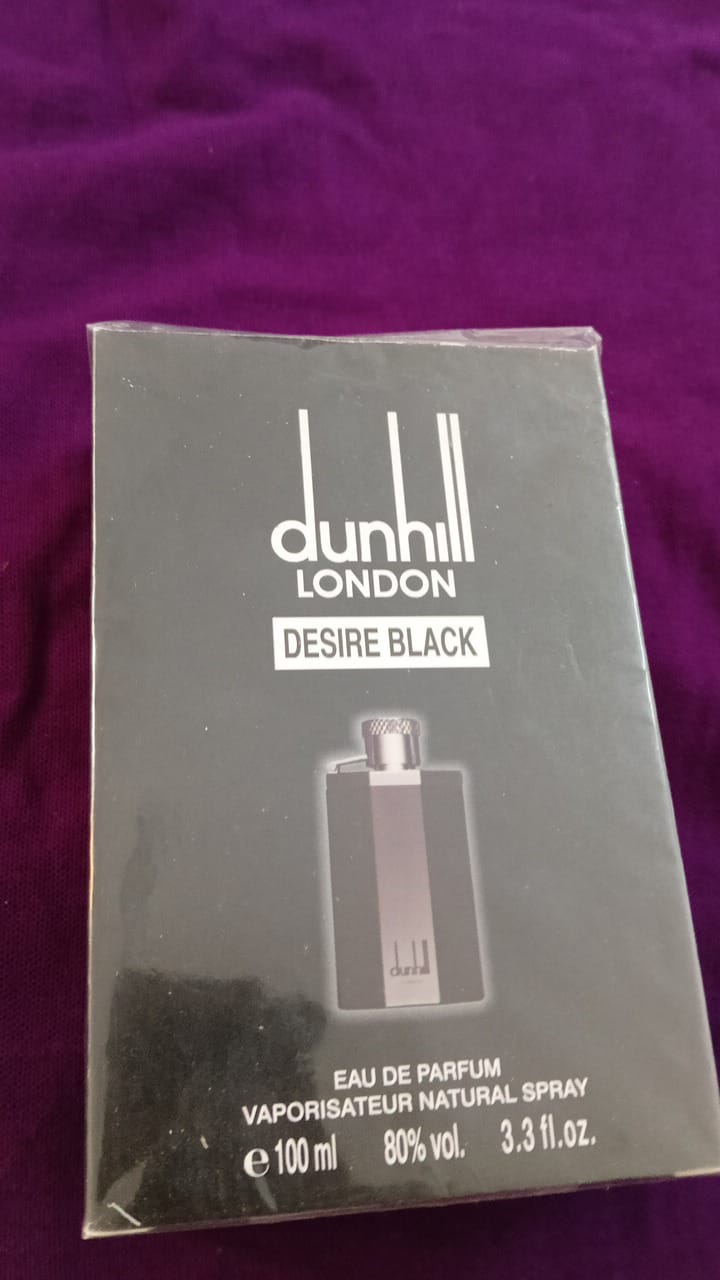 dunhill
LONDON
DESIRE BLACK
dunhill
EAU DE PARFUM
VAPORISATEUR NATURAL SPRAY
e 100 ml 80% vol. 3.3 fl.oz.